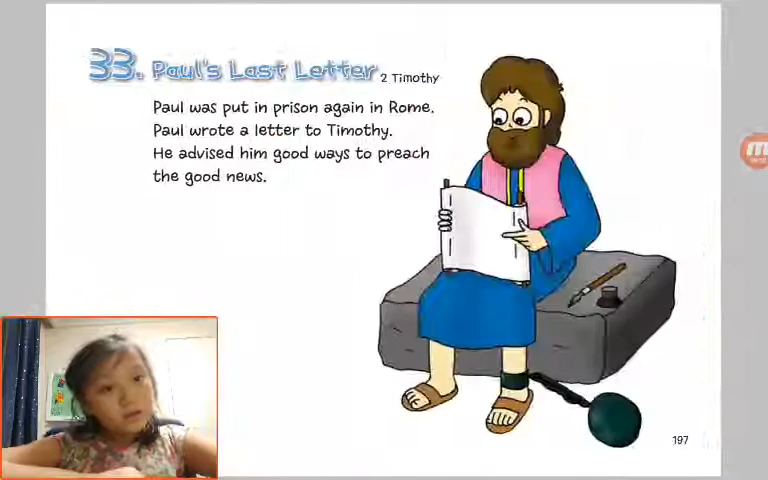 33. Paul's Last Letter 2 Timothy
Paul was put in prison again in Rome.
Paul wrote a letter to Timothy.
He advised him good ways to preach
the good news.
197